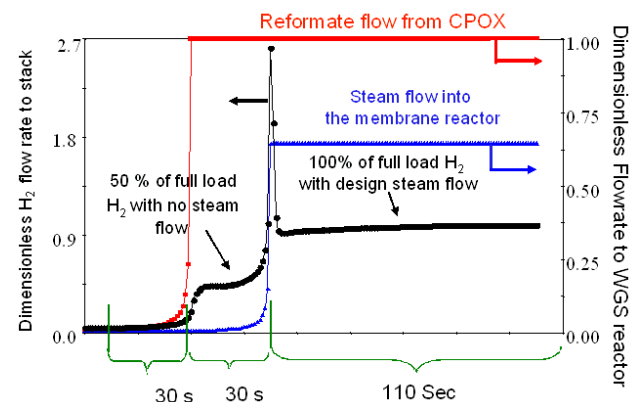 Reformate flow from CPOX
2.7
1.00
Steam flow into
the membrane reactor
0.75
1.8
50 % of full load
H2 with no steam
flow
100% of full load H2
with design steam flow
0.50
0.9
0.25
0.0
0.00
30 s
30 s
110 Sec
Dimensionless H2 flow rate to stack
Dimensionless Flowrate to WGS reactor